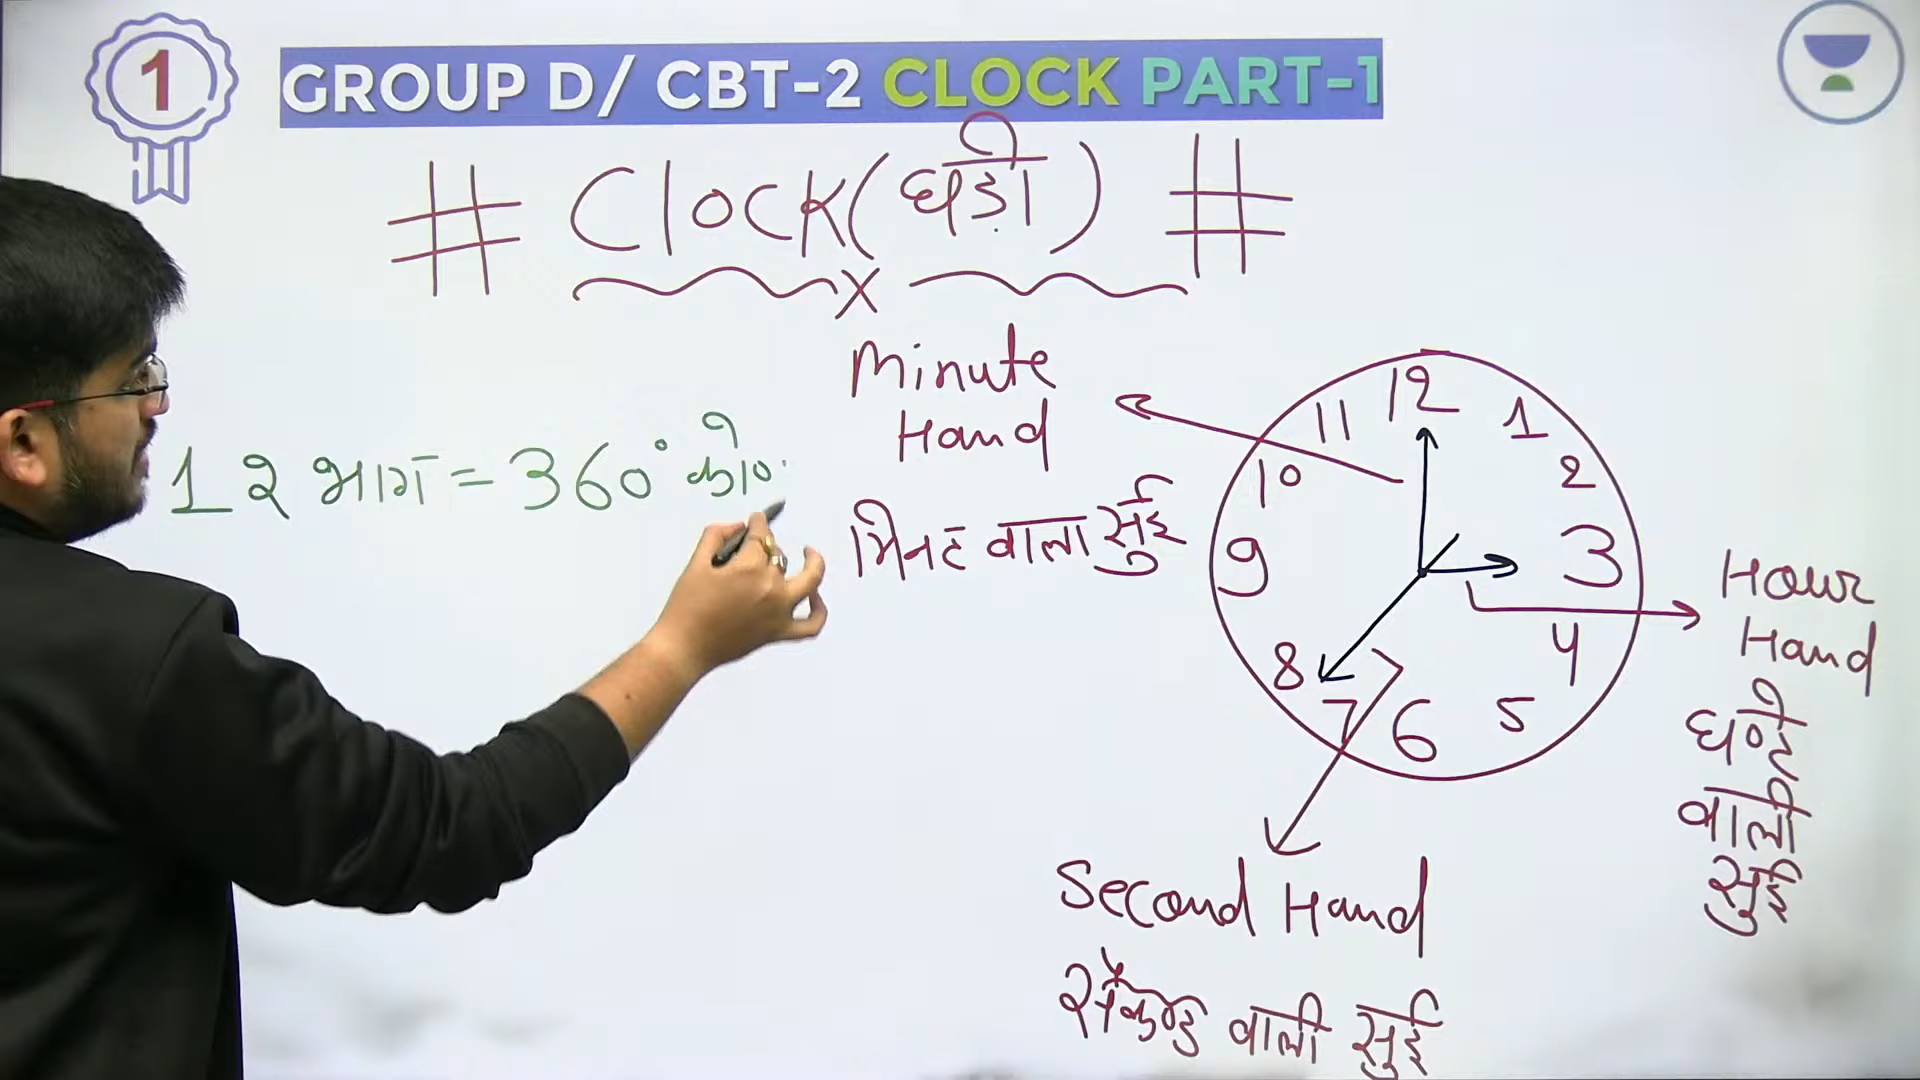 1
GROUP D/ CBT-2 CLOCK PART-1
# Clock (घड़ी) #
x
Minute
Hand
मिनट वाला सुई
12 भाग = 360°
12
1
2
3
4
5
6
7
8
9
10
11
Hour
Hand
घण्टे
वाली
सुई
Second Hand
सैकेण्ड वाली सुई